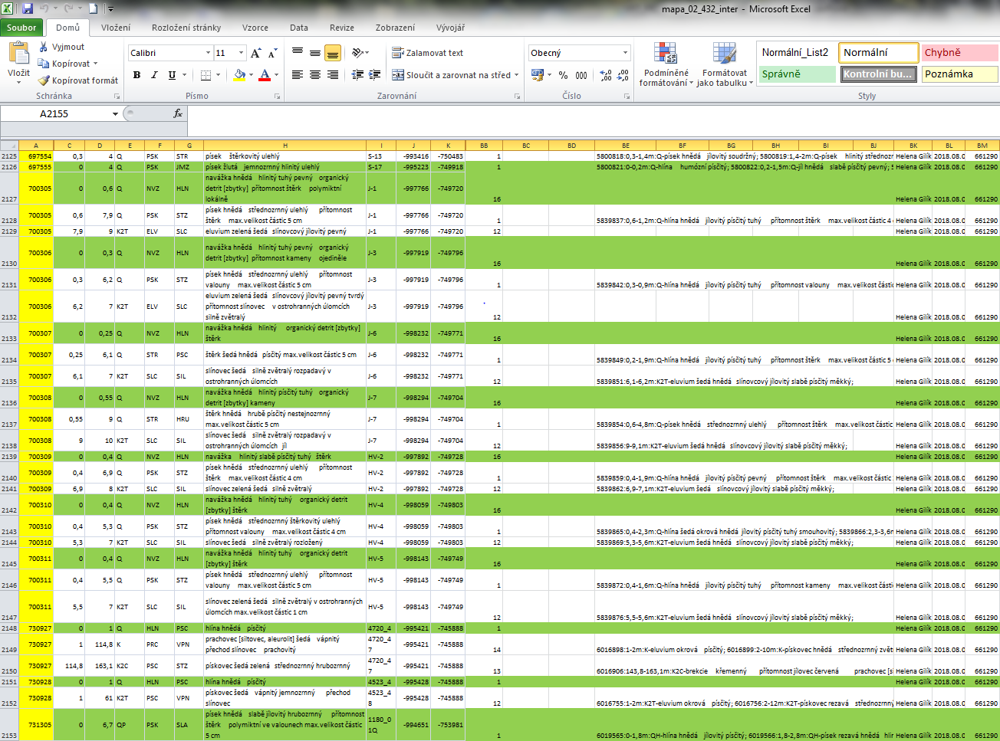 mapa_02_432_inter - Microsoft Excel
Soubor Domů Vložení Rozložení stránky Vzorce Data Revize Zobrazení Vývojář
Vložit
Vyjmout
Kopírovat
Kopírovat formát
Schránka
Calibri 11
B I U A
Písmo
Zalamovat text
Sloučit a zarovnat na střed
Zarovnání
Obecný
% 000
Číslo
Podmíněné formátování
Formátovat jako tabulku
Normální_List2 Normální Chybně
Správně Kontrolní bu... Poznámka
Styly
A2155 fx
A C D E F G H I J K BB BC BD BE BF BG BH BI BJ BK BL BM
2125 697554 0,3 4 Q PSK STR písek štěrkovitý ulehlý S-13 -993416 -750483 1 5800818:0,3-1,4m:Q-písek hnědá jílovitý soudržný; 5800819:1,4-2m:Q-písek hlinitý střednozrn Helena Gilík 2018.08.0 661290
2126 697555 0 4 Q PSK JMZ písek žlutá jemnozrnný hlinitý ulehlý S-17 -995223 -749918 1 5800821:0-0,2m:Q-hlína humózní písčitý; 5800822:0,2-1,5m:Q-jíl hnědá slabě písčitý pevný; Helena Gilík 2018.08.0 661290
2127 700305 0 0,6 Q NVZ HLN navážka hnědá hlinitý tuhý pevný organický detrit [zbytky] přítomnost štěrk polymiktní lokálně J-1 -997766 -749720 16 Helena Gilík 2018.08.0 661290
2128 700305 0,6 7,9 Q PSK STZ písek hnědá střednozrnný ulehlý přítomnost štěrk max.velikost částic 5 cm J-1 -997766 -749720 1 5839837:0,6-1,2m:Q-hlína hnědá jílovitý písčitý tuhý přítomnost štěrk max.velikost částic 4 Helena Gilík 2018.08.0 661290
2129 700305 7,9 9 K2T ELV SLC eluvium zelená šedá slínovcový jílovitý pevný J-1 -997766 -749720 12 Helena Gilík 2018.08.0 661290
2130 700306 0 0,3 Q NVZ HLN navážka hnědá hlinitý tuhý pevný organický detrit [zbytky] přítomnost kameny ojediněle J-3 -997919 -749796 16 Helena Gilík 2018.08.0 661290
2131 700306 0,3 6,2 Q PSK STZ písek hnědá střednozrnný ulehlý přítomnost valouny max.velikost částic 5 cm J-3 -997919 -749796 1 5839842:0,3-0,9m:Q-hlína hnědá jílovitý písčitý tuhý přítomnost valouny max.velikost částic Helena Gilík 2018.08.0 661290
2132 700306 6,2 7 K2T ELV SLC eluvium zelená šedá slínovcový jílovitý pevný tvrdý přítomnost slínovec v ostrohranných úlomcích silně zvětralý J-3 -997919 -749796 12 Helena Gilík 2018.08.0 661290
2133 700307 0 0,25 Q NVZ HLN navážka hnědá hlinitý organický detrit [zbytky] štěrk J-6 -998232 -749771 16 Helena Gilík 2018.08.0 661290
2134 700307 0,25 6,1 Q STR PSC štěrk šedá hnědá písčitý max.velikost částic 5 cm J-6 -998232 -749771 1 5839849:0,2-1,9m:Q-hlína hnědá jílovitý písčitý tuhý přítomnost štěrk max.velikost částic 5 Helena Gilík 2018.08.0 661290
2135 700307 6,1 7 K2T SLC SIL slínovec šedá silně zvětralý rozpadavý v ostrohranných úlomcích J-6 -998232 -749771 12 5839851:6,1-6,2m:K2T-eluvium šedá hnědá slínovcový jílovitý slabě písčitý měkký; Helena Gilík 2018.08.0 661290
2136 700308 0 0,55 Q NVZ HLN navážka hnědá hlinitý písčitý tuhý organický detrit [zbytky] kameny J-7 -998294 -749704 16 Helena Gilík 2018.08.0 661290
2137 700308 0,55 9 Q STR HRU štěrk hnědá hrubě písčitý nestejnozrnný max.velikost částic 5 cm J-7 -998294 -749704 1 5839854:0,6-4,8m:Q-písek hnědá střednozrnný ulehlý přítomnost štěrk max.velikost částic Helena Gilík 2018.08.0 661290
2138 700308 9 10 K2T SLC SIL slínovec šedá silně zvětralý rozpadavý v ostrohranných úlomcích jíl J-7 -998294 -749704 12 5839856:9-9,1m:K2T-eluvium šedá hnědá slínovcový jílovitý slabě písčitý měkký; Helena Gilík 2018.08.0 661290
2139 700309 0 0,4 Q NVZ HLN navážka hlinitý slabě písčitý tuhý štěrk HV-2 -997892 -749728 16 Helena Gilík 2018.08.0 661290
2140 700309 0,4 6,9 Q PSK STZ písek hnědá střednozrnný ulehlý přítomnost štěrk max.velikost částic 4 cm HV-2 -997892 -749728 1 5839859:0,4-1,9m:Q-hlína hnědá jílovitý písčitý pevný přítomnost štěrk max.velikost částic Helena Gilík 2018.08.0 661290
2141 700309 6,9 8 K2T SLC SIL slínovec zelená šedá silně zvětralý HV-2 -997892 -749728 12 5839862:6,9-7,1m:K2T-eluvium šedá slínovcový jílovitý slabě písčitý měkký; Helena Gilík 2018.08.0 661290
2142 700310 0 0,4 Q NVZ HLN navážka hnědá hlinitý tuhý organický detrit [zbytky] štěrk HV-4 -998059 -749803 16 Helena Gilík 2018.08.0 661290
2143 700310 0,4 5,3 Q PSK STZ písek hnědá střednozrnný štěrkovitý ulehlý přítomnost valouny max.velikost částic 4 cm HV-4 -998059 -749803 1 5839865:0,4-2,3m:Q-hlína šedá okrová hnědá jílovitý písčitý tuhý smouhovitý; 5839866:2,3-3,6m Helena Gilík 2018.08.0 661290
2144 700310 5,3 7 K2T SLC SIL slínovec šedá silně zvětralý rozložený HV-4 -998059 -749803 12 5839869:5,3-5,6m:K2T-eluvium šedá hnědá slínovcový jílovitý slabě písčitý měkký; Helena Gilík 2018.08.0 661290
2145 700311 0 0,4 Q NVZ HLN navážka hnědá hlinitý tuhý organický detrit [zbytky] štěrk HV-5 -998143 -749749 16 Helena Gilík 2018.08.0 661290
2146 700311 0,4 5,5 Q PSK STZ písek hnědá střednozrnný ulehlý přítomnost valouny max.velikost částic 5 cm HV-5 -998143 -749749 1 5839872:0,4-1,6m:Q-hlína hnědá jílovitý písčitý tuhý přítomnost kameny max.velikost částic Helena Gilík 2018.08.0 661290
2147 700311 5,5 7 K2T SLC SIL slínovec zelená šedá silně zvětralý v ostrohranných úlomcích max.velikost částic 1 cm HV-5 -998143 -749749 12 5839876:5,5-5,6m:K2T-eluvium šedá hnědá slínovcový jílovitý slabě písčitý měkký; Helena Gilík 2018.08.0 661290
2148 730927 0 1 Q HLN PSC hlína hnědá písčitý 4720_4 -995421 -745888 1 Helena Gilík 2018.08.0 661290
2149 730927 1 114,8 K PRC VPN prachovec [siltovec, aleurolit] šedá vápnitý přechod slínovec prachovitý 4720_47 -995421 -745888 14 6016898:1-2m:K-eluvium okrová písčitý; 6016899:2-10m:K-pískovec hnědá střednozrnný zvět Helena Gilík 2018.08.0 661290
2150 730927 114,8 163,1 K2C PSC STZ pískovec šedá zelená střednozrnný hrubozrnný 4720_47 -995421 -745888 13 6016906:143,8-163,1m:K2C-brekcie křemenný přítomnost jílovec červená prachovec [si Helena Gilík 2018.08.0 661290
2151 730928 0 1 Q HLN PSC hlína hnědá písčitý 4523_4 -995428 -745888 1 Helena Gilík 2018.08.0 661290
2152 730928 1 61 K2T PSC VPN pískovec šedá vápnitý jemnozrnný přechod slínovec 4523_48 -995428 -745888 12 6016755:1-2m:K2T-eluvium okrová písčitý; 6016756:2-12m:K2T-pískovec rezavá střednozrnn Helena Gilík 2018.08.0 661290
2153 731305 0 6,7 QP PSK SLA písek hnědá slabě jílovitý hrubozrnný přítomnost štěrk polymiktní ve valounech max.velikost částic 5 cm 1180_01Q -994651 -753981 1 6019565:0-1,8m:QH-hlína hnědá jílovitý písčitý; 6019566:1,8-2,8m:QH-písek rezavá hnědá hlin Helena Gilík 2018.08.0 661290